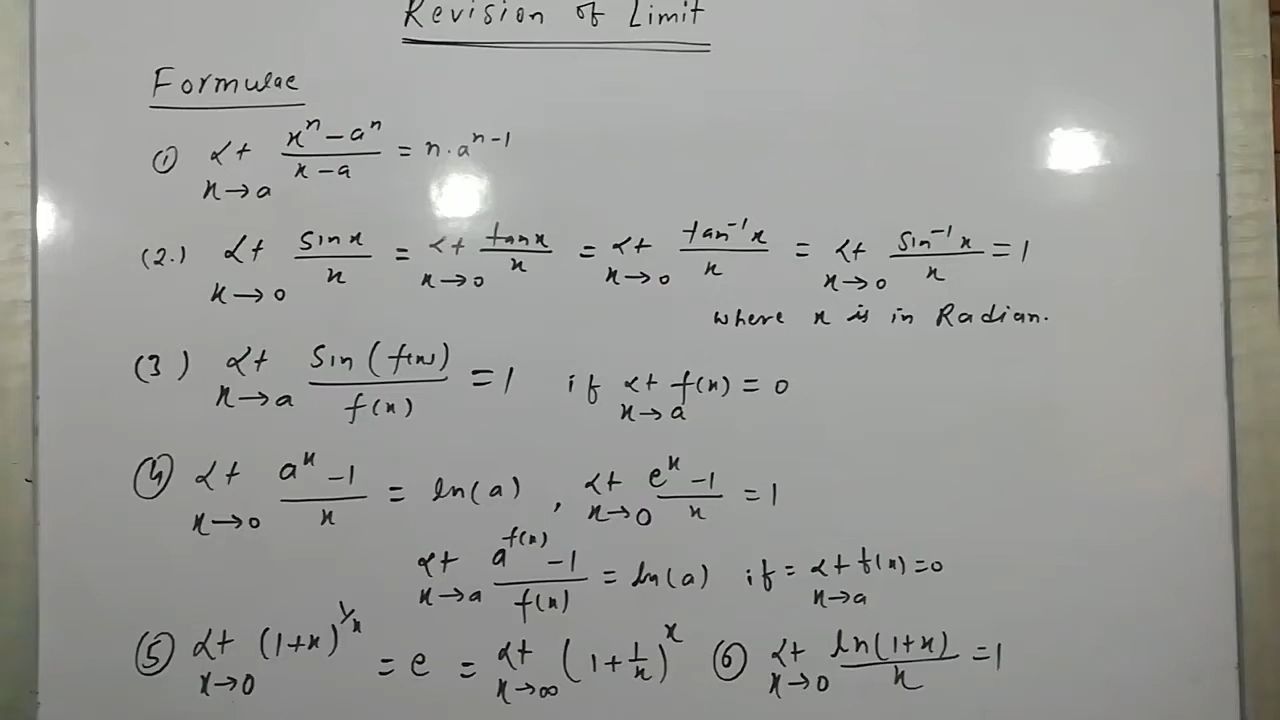 Revision of Limit
Formulae
① Lt x→a (xⁿ - aⁿ)/(x - a) = n·aⁿ⁻¹
(2.) Lt x→0 sinx/x = Lt x→0 tanx/x = Lt x→0 tan⁻¹x/x = Lt x→0 sin⁻¹x/x = 1
where x is in Radian.
(3) Lt x→a sin(f(x))/f(x) = 1 if Lt x→a f(x) = 0
④ Lt x→0 (aˣ - 1)/x = ln(a), Lt x→0 (eˣ - 1)/x = 1
Lt x→a (a^f(x) - 1)/f(x) = ln(a) if = Lt x→a f(x) = 0
⑤ Lt x→0 (1+x)^(1/x) = e = Lt x→∞ (1 + 1/x)^x ⑥ Lt x→0 ln(1+x)/x = 1